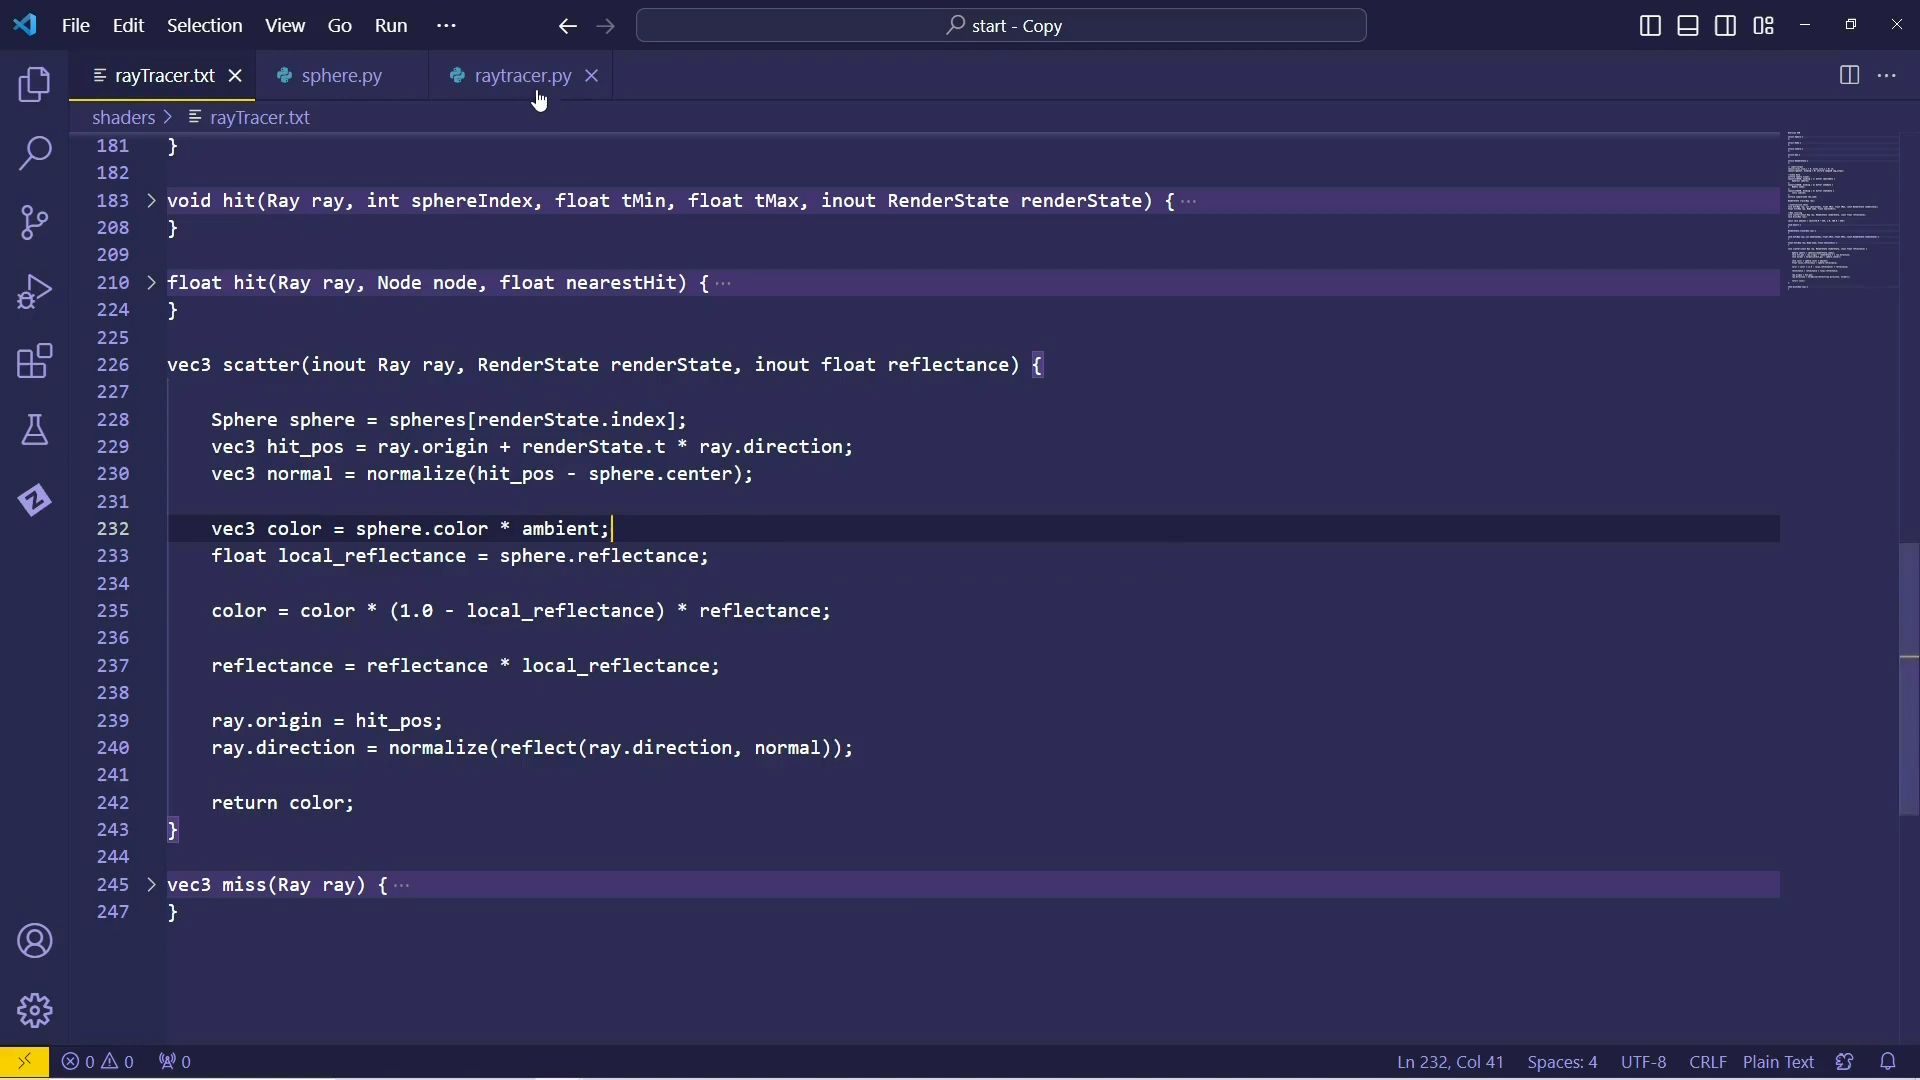 File Edit Selection View Go Run ···
start - Copy
rayTracer.txt sphere.py raytracer.py
shaders > rayTracer.txt
181 }
182
183 void hit(Ray ray, int sphereIndex, float tMin, float tMax, inout RenderState renderState) { ···
208 }
209
210 float hit(Ray ray, Node node, float nearestHit) { ···
224 }
225
226 vec3 scatter(inout Ray ray, RenderState renderState, inout float reflectance) {
227
228 Sphere sphere = spheres[renderState.index];
229 vec3 hit_pos = ray.origin + renderState.t * ray.direction;
230 vec3 normal = normalize(hit_pos - sphere.center);
231
232 vec3 color = sphere.color * ambient;
233 float local_reflectance = sphere.reflectance;
234
235 color = color * (1.0 - local_reflectance) * reflectance;
236
237 reflectance = reflectance * local_reflectance;
238
239 ray.origin = hit_pos;
240 ray.direction = normalize(reflect(ray.direction, normal));
241
242 return color;
243 }
244
245 vec3 miss(Ray ray) { ···
247 }
0 0 0 Ln 232, Col 41 Spaces: 4 UTF-8 CRLF Plain Text